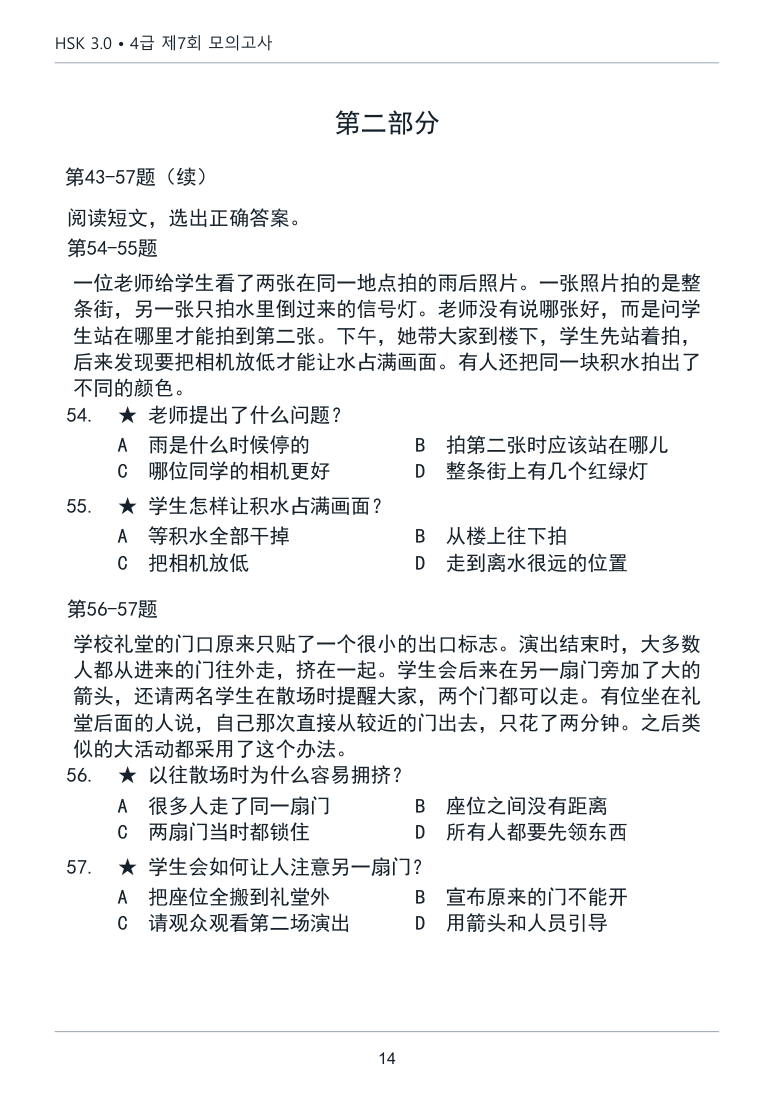 HSK 3.0 • 4급 제7회 모의고사
第二部分
第43-57题（续）
阅读短文，选出正确答案。
第54-55题
一位老师给学生看了两张在同一地点拍的雨后照片。一张照片拍的是整
条街，另一张只拍水里倒过来的信号灯。老师没有说哪张好，而是问学
生站在哪里才能拍到第二张。下午，她带大家到楼下，学生先站着拍，
后来发现要把相机放低才能让水占满画面。有人还把同一块积水拍出了
不同的颜色。
54. ★ 老师提出了什么问题？
A 雨是什么时候停的 B 拍第二张时应该站在哪儿
C 哪位同学的相机更好 D 整条街上有几个红绿灯
55. ★ 学生怎样让积水占满画面？
A 等积水全部干掉 B 从楼上往下拍
C 把相机放低 D 走到离水很远的位置
第56-57题
学校礼堂的门口原来只贴了一个很小的出口标志。演出结束时，大多数
人都从进来的门往外走，挤在一起。学生会后来在另一扇门旁加了大的
箭头，还请两名学生在散场时提醒大家，两个门都可以走。有位坐在礼
堂后面的人说，自己那次直接从较近的门出去，只花了两分钟。之后类
似的大活动都采用了这个办法。
56. ★ 以往散场时为什么容易拥挤？
A 很多人走了同一扇门 B 座位之间没有距离
C 两扇门当时都锁住 D 所有人都要先领东西
57. ★ 学生会如何让人注意另一扇门？
A 把座位全搬到礼堂外 B 宣布原来的门不能开
C 请观众观看第二场演出 D 用箭头和人员引导
14